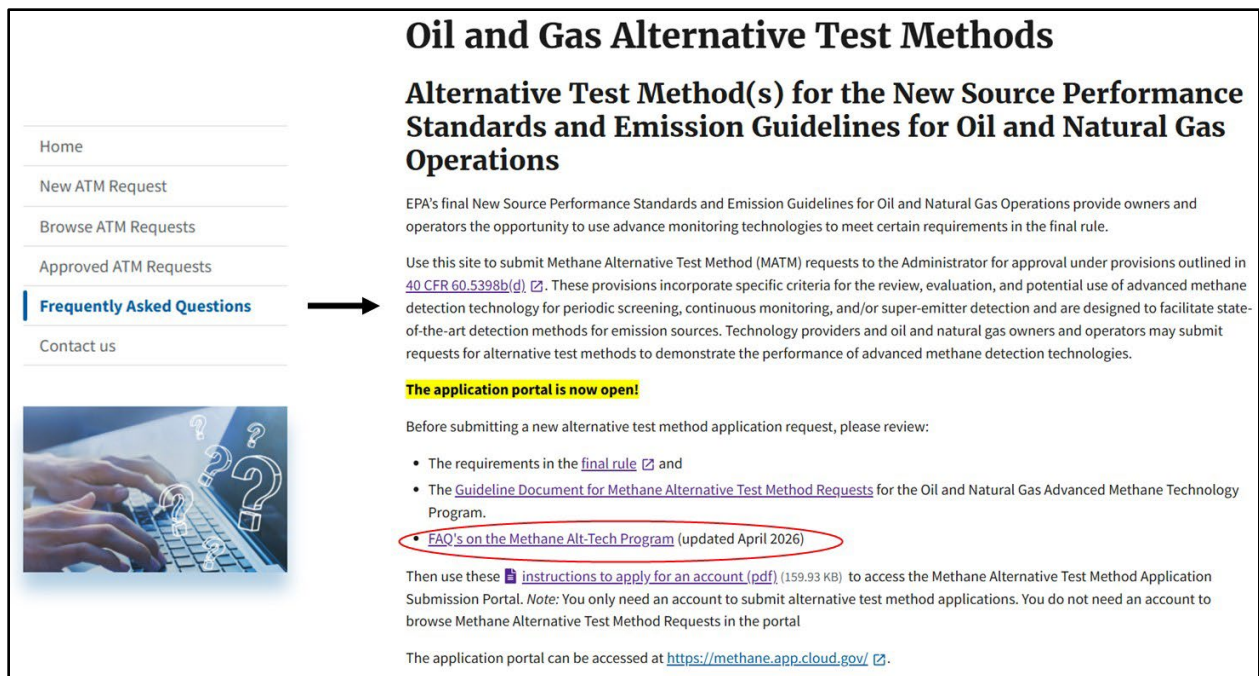 Oil and Gas Alternative Test Methods
Alternative Test Method(s) for the New Source Performance
Standards and Emission Guidelines for Oil and Natural Gas
Operations
Home
New ATM Request
Browse ATM Requests
Approved ATM Requests
Frequently Asked Questions
Contact us
EPA's final New Source Performance Standards and Emission Guidelines for Oil and Natural Gas Operations provide owners and
operators the opportunity to use advance monitoring technologies to meet certain requirements in the final rule.
Use this site to submit Methane Alternative Test Method (MATM) requests to the Administrator for approval under provisions outlined in
40 CFR 60.5398b(d). These provisions incorporate specific criteria for the review, evaluation, and potential use of advanced methane
detection technology for periodic screening, continuous monitoring, and/or super-emitter detection and are designed to facilitate state-
of-the-art detection methods for emission sources. Technology providers and oil and natural gas owners and operators may submit
requests for alternative test methods to demonstrate the performance of advanced methane detection technologies.
The application portal is now open!
Before submitting a new alternative test method application request, please review:
• The requirements in the final rule and
• The Guideline Document for Methane Alternative Test Method Requests for the Oil and Natural Gas Advanced Methane Technology
Program.
• FAQ's on the Methane Alt-Tech Program (updated April 2026)
Then use these instructions to apply for an account (pdf) (159.93 KB) to access the Methane Alternative Test Method Application
Submission Portal. Note: You only need an account to submit alternative test method applications. You do not need an account to
browse Methane Alternative Test Method Requests in the portal
The application portal can be accessed at https://methane.app.cloud.gov/.